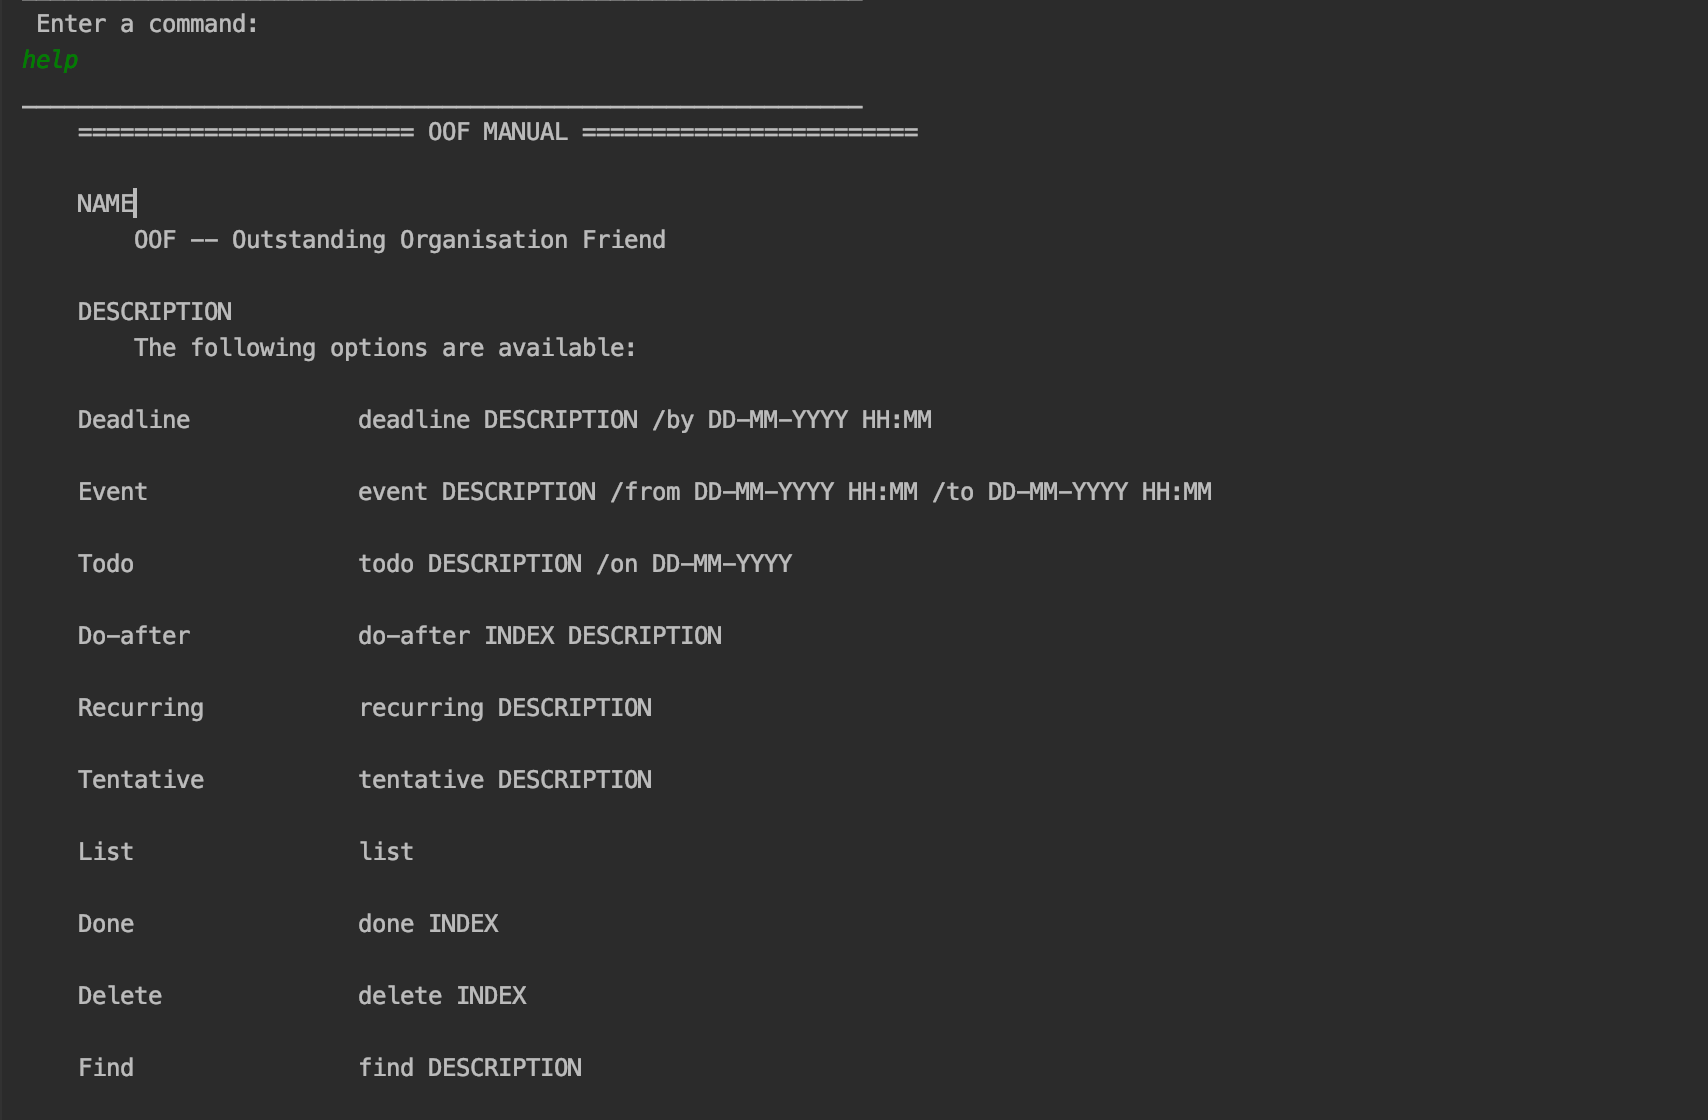 Enter a command:
help
======================== OOF MANUAL ========================
NAME
OOF -- Outstanding Organisation Friend
DESCRIPTION
The following options are available:
Deadline deadline DESCRIPTION /by DD-MM-YYYY HH:MM
Event event DESCRIPTION /from DD-MM-YYYY HH:MM /to DD-MM-YYYY HH:MM
Todo todo DESCRIPTION /on DD-MM-YYYY
Do-after do-after INDEX DESCRIPTION
Recurring recurring DESCRIPTION
Tentative tentative DESCRIPTION
List list
Done done INDEX
Delete delete INDEX
Find find DESCRIPTION